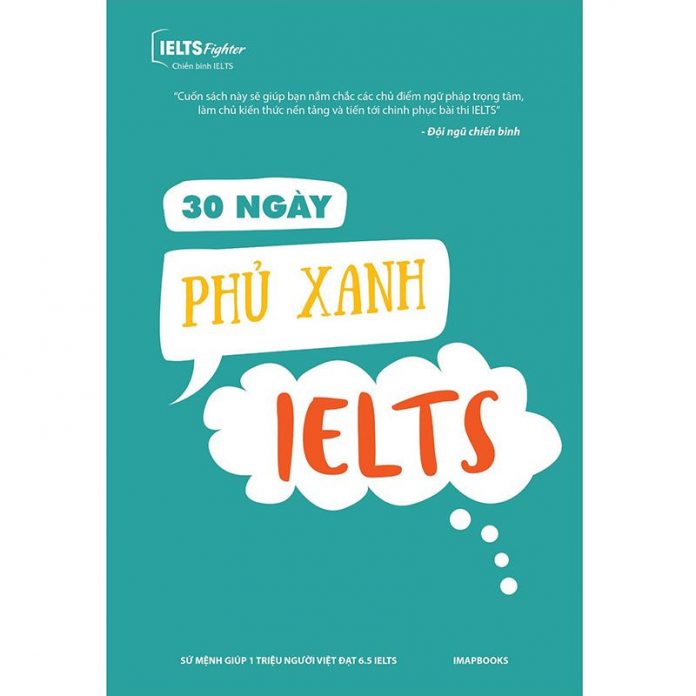 IELTS Fighter
Chiến binh IELTS
“Cuốn sách này sẽ giúp bạn nắm chắc các chủ điểm ngữ pháp trọng tâm,
làm chủ kiến thức nền tảng và tiến tới chinh phục bài thi IELTS”
- Đội ngũ chiến binh
30 NGÀY
PHỦ XANH
IELTS
SỨ MỆNH GIÚP 1 TRIỆU NGƯỜI VIỆT ĐẠT 6.5 IELTS
IMAPBOOKS